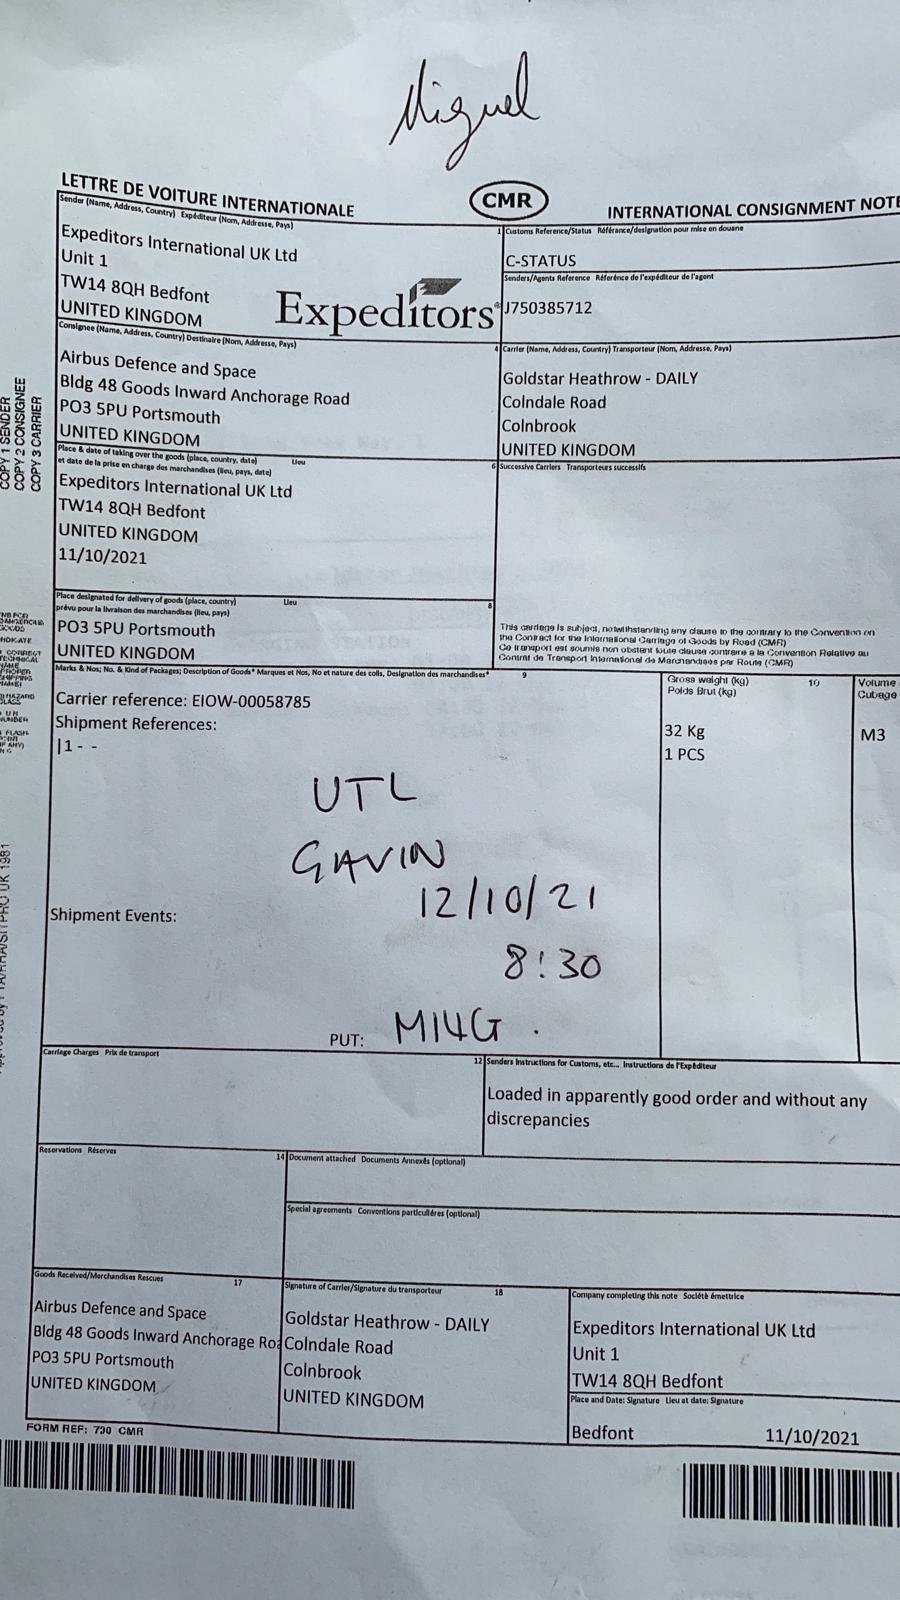 Miguel
LETTRE DE VOITURE INTERNATIONALE
CMR
INTERNATIONAL CONSIGNMENT NOTE
Sender (Name, Address, Country) Expéditeur (Nom, Addresse, Pays)
Expeditors International UK Ltd
Unit 1
TW14 8QH Bedfont
UNITED KINGDOM
Expeditors®
1 Customs Reference/Status Référance/designation pour mise en douane
C-STATUS
Senders/Agents Reference Référence de l'expéditeur de l'agent
J750385712
Consignee (Name, Address, Country) Destinaire (Nom, Addresse, Pays)
Airbus Defence and Space
Bldg 48 Goods Inward Anchorage Road
PO3 5PU Portsmouth
UNITED KINGDOM
4 Carrier (Name, Address, Country) Transporteur (Nom, Addresse, Pays)
Goldstar Heathrow - DAILY
Colndale Road
Colnbrook
UNITED KINGDOM
COPY 1 SENDER
COPY 2 CONSIGNEE
COPY 3 CARRIER
Place & date of taking over the goods (place, country, date) Lieu
et date de la prise en charge des marchandises (lieu, pays, date)
Expeditors International UK Ltd
TW14 8QH Bedfont
UNITED KINGDOM
11/10/2021
6 Successive Carriers Transporteurs successifs
Place designated for delivery of goods (place, country) Lieu 8
prévu pour la livraison des marchandises (lieu, pays)
PO3 5PU Portsmouth
UNITED KINGDOM
This carriage is subject, notwithstanding any clause to the contrary to the Convention on
the Contract for the International Carriage of Goods by Road (CMR)
Ce transport est soumis non obstant toute clause contraire a la Convention Relative au
Contrat de Transport International de Marchandises par Route (CMR)
Marks & Nos; No. & Kind of Packages; Description of Goods* Marques et Nos, No et nature des colis, Designation des marchandises* 9
Gross weight (kg) 10
Poids Brut (kg)
Volume
Cubage
Carrier reference: EIOW-00058785
Shipment References:
|1 - -
32 Kg
1 PCS
M3
UTL
GAVIN
12/10/21
8:30
Shipment Events:
PUT: M14G .
Carriage Charges Prix de transport
12 Senders Instructions for Customs, etc... Instructions de l'Expéditeur
Loaded in apparently good order and without any
discrepancies
Reservations Réserves
14 Document attached Documents Annexés (optional)
Special agreements Conventions particulières (optional)
Goods Received/Merchandises Rescues 17
Airbus Defence and Space
Bldg 48 Goods Inward Anchorage Roa
PO3 5PU Portsmouth
UNITED KINGDOM
Signature of Carrier/Signature du transporteur 18
Goldstar Heathrow - DAILY
Colndale Road
Colnbrook
UNITED KINGDOM
Company completing this note Société émettrice
Expeditors International UK Ltd
Unit 1
TW14 8QH Bedfont
Place and Date; Signature Lieu at date; Signature
Bedfont 11/10/2021
FORM REF: 730 CMR